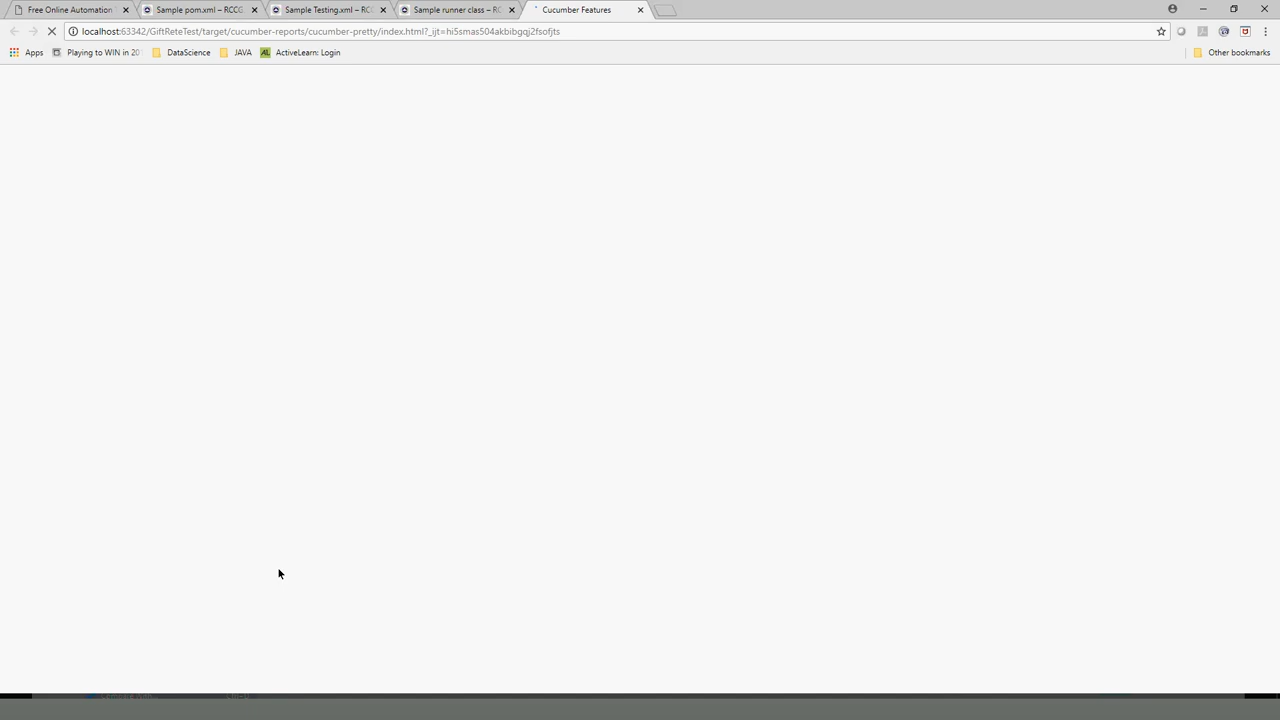 Free Online Automation
Sample pom.xml – RCCG
Sample Testing.xml – RC
Sample runner class – RC
Cucumber Features
localhost:63342/GiftReteTest/target/cucumber-reports/cucumber-pretty/index.html?_ijt=hi5smas504akbibgqj2fsofjts
Apps
Playing to WIN in 20
DataScience
JAVA
AL
ActiveLearn: Login
Other bookmarks